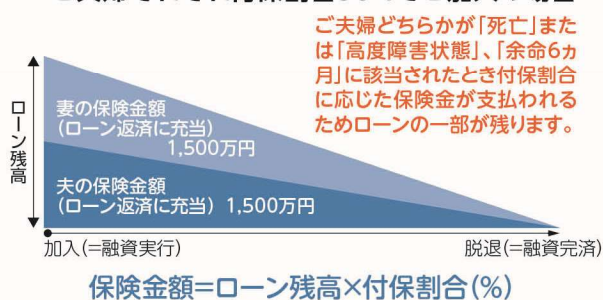 ご夫婦どちらかが「死亡」また
は「高度障害状態」、「余命6ヵ
月」に該当されたとき付保割合
に応じた保険金が支払われる
ためローンの一部が残ります。
ローン残高
妻の保険金額
(ローン返済に充当)
1,500万円
夫の保険金額
(ローン返済に充当) 1,500万円
加入(=融資実行)
脱退(=融資完済)
保険金額=ローン残高×付保割合(%)